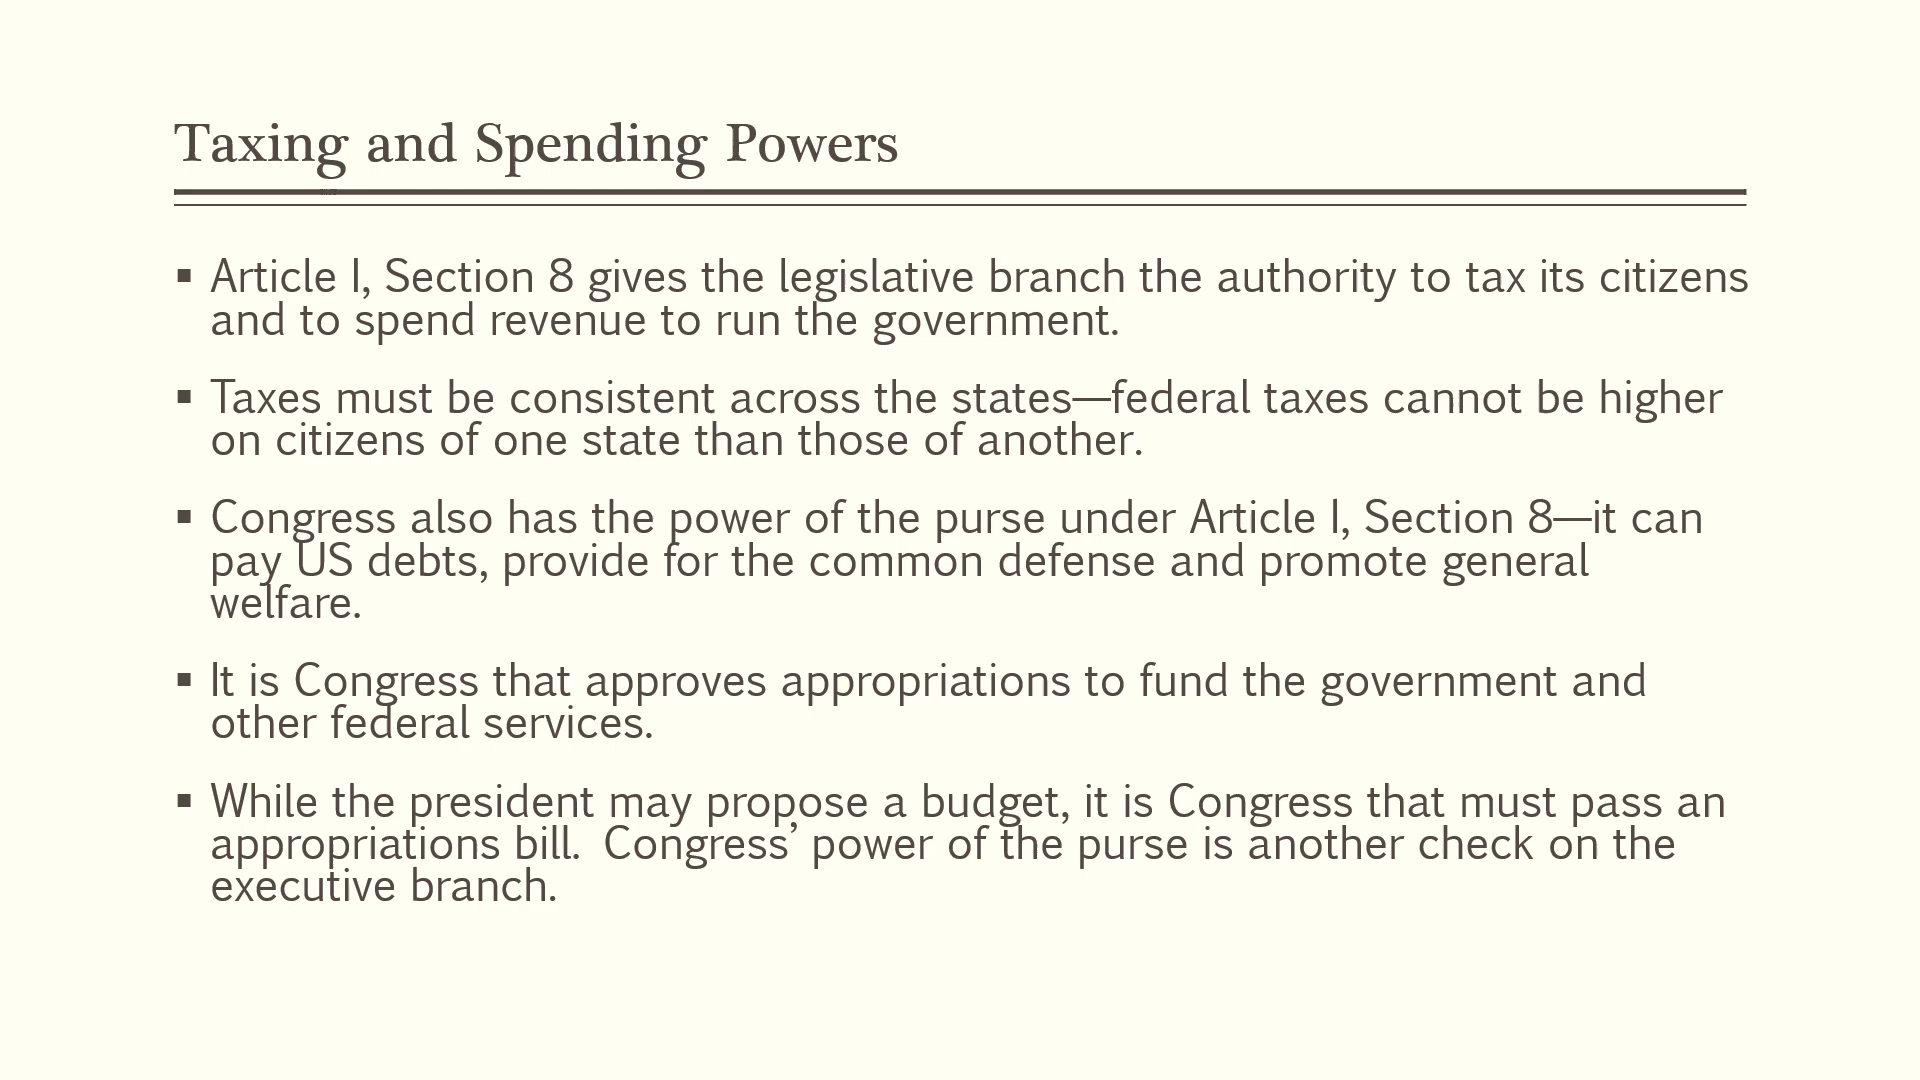 Taxing and Spending Powers
▪ Article I, Section 8 gives the legislative branch the authority to tax its citizens
and to spend revenue to run the government.
▪ Taxes must be consistent across the states—federal taxes cannot be higher
on citizens of one state than those of another.
▪ Congress also has the power of the purse under Article I, Section 8—it can
pay US debts, provide for the common defense and promote general
welfare.
▪ It is Congress that approves appropriations to fund the government and
other federal services.
▪ While the president may propose a budget, it is Congress that must pass an
appropriations bill.  Congress’ power of the purse is another check on the
executive branch.